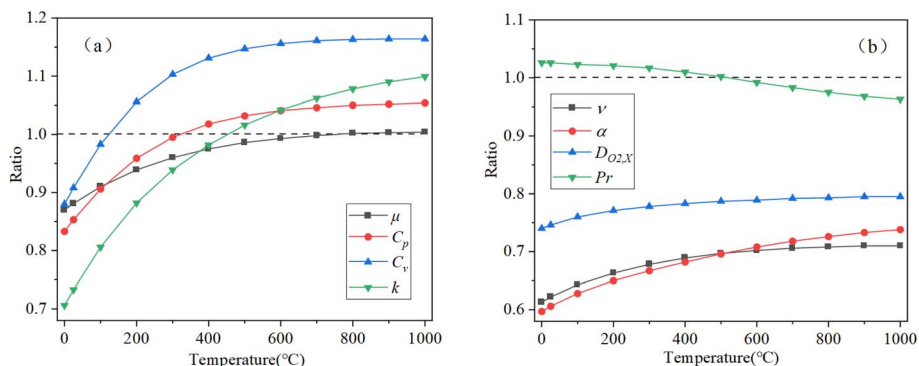 (a)
1.2
1.1
1.0
0.9
0.8
0.7
Ratio
μ
Cp
Cv
k
0 200 400 600 800 1000
Temperature(℃)
(b)
1.1
1.0
0.9
0.8
0.7
0.6
Ratio
ν
α
DO2,X
Pr
0 200 400 600 800 1000
Temperature(℃)